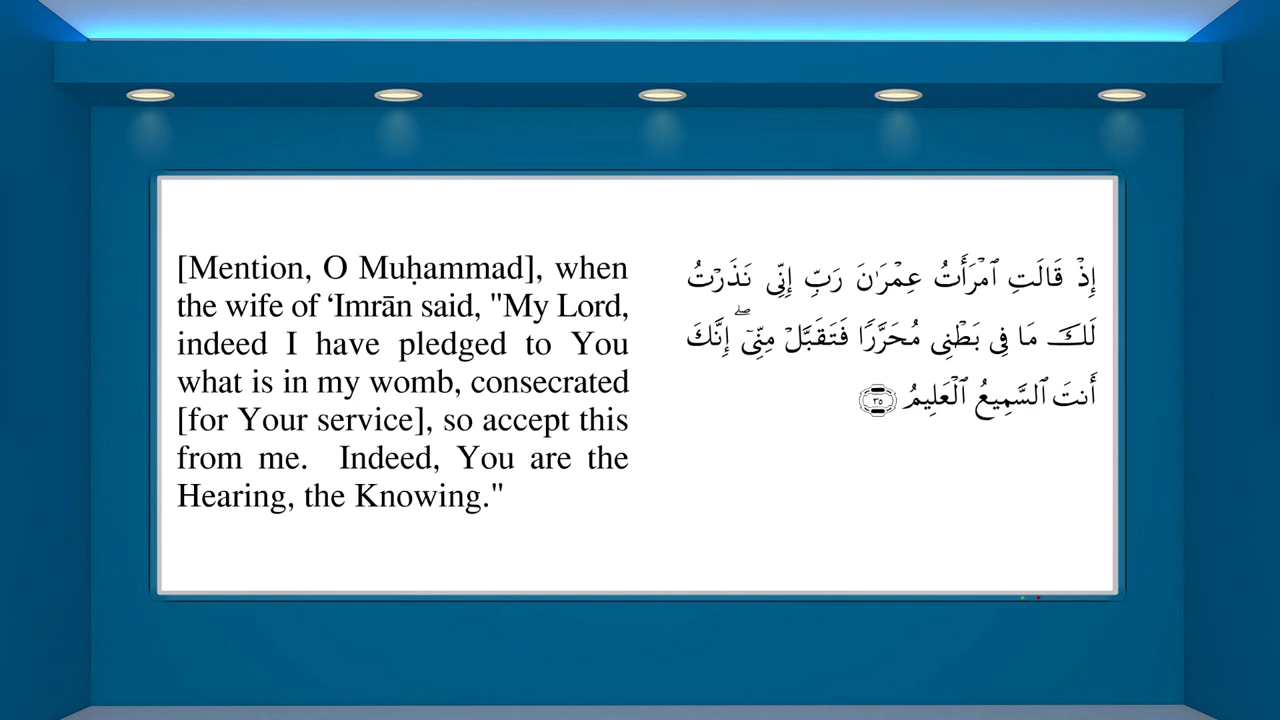 [Mention, O Muḥammad], when
the wife of ‘Imrān said, "My Lord,
indeed I have pledged to You
what is in my womb, consecrated
[for Your service], so accept this
from me.  Indeed, You are the
Hearing, the Knowing."
إِذۡ قَالَتِ ٱمۡرَأَتُ عِمۡرَٰنَ رَبِّ إِنِّي نَذَرۡتُ
لَكَ مَا فِي بَطۡنِي مُحَرَّرٗا فَتَقَبَّلۡ مِنِّيٓۖ إِنَّكَ
أَنتَ ٱلسَّمِيعُ ٱلۡعَلِيمُ ٣٥